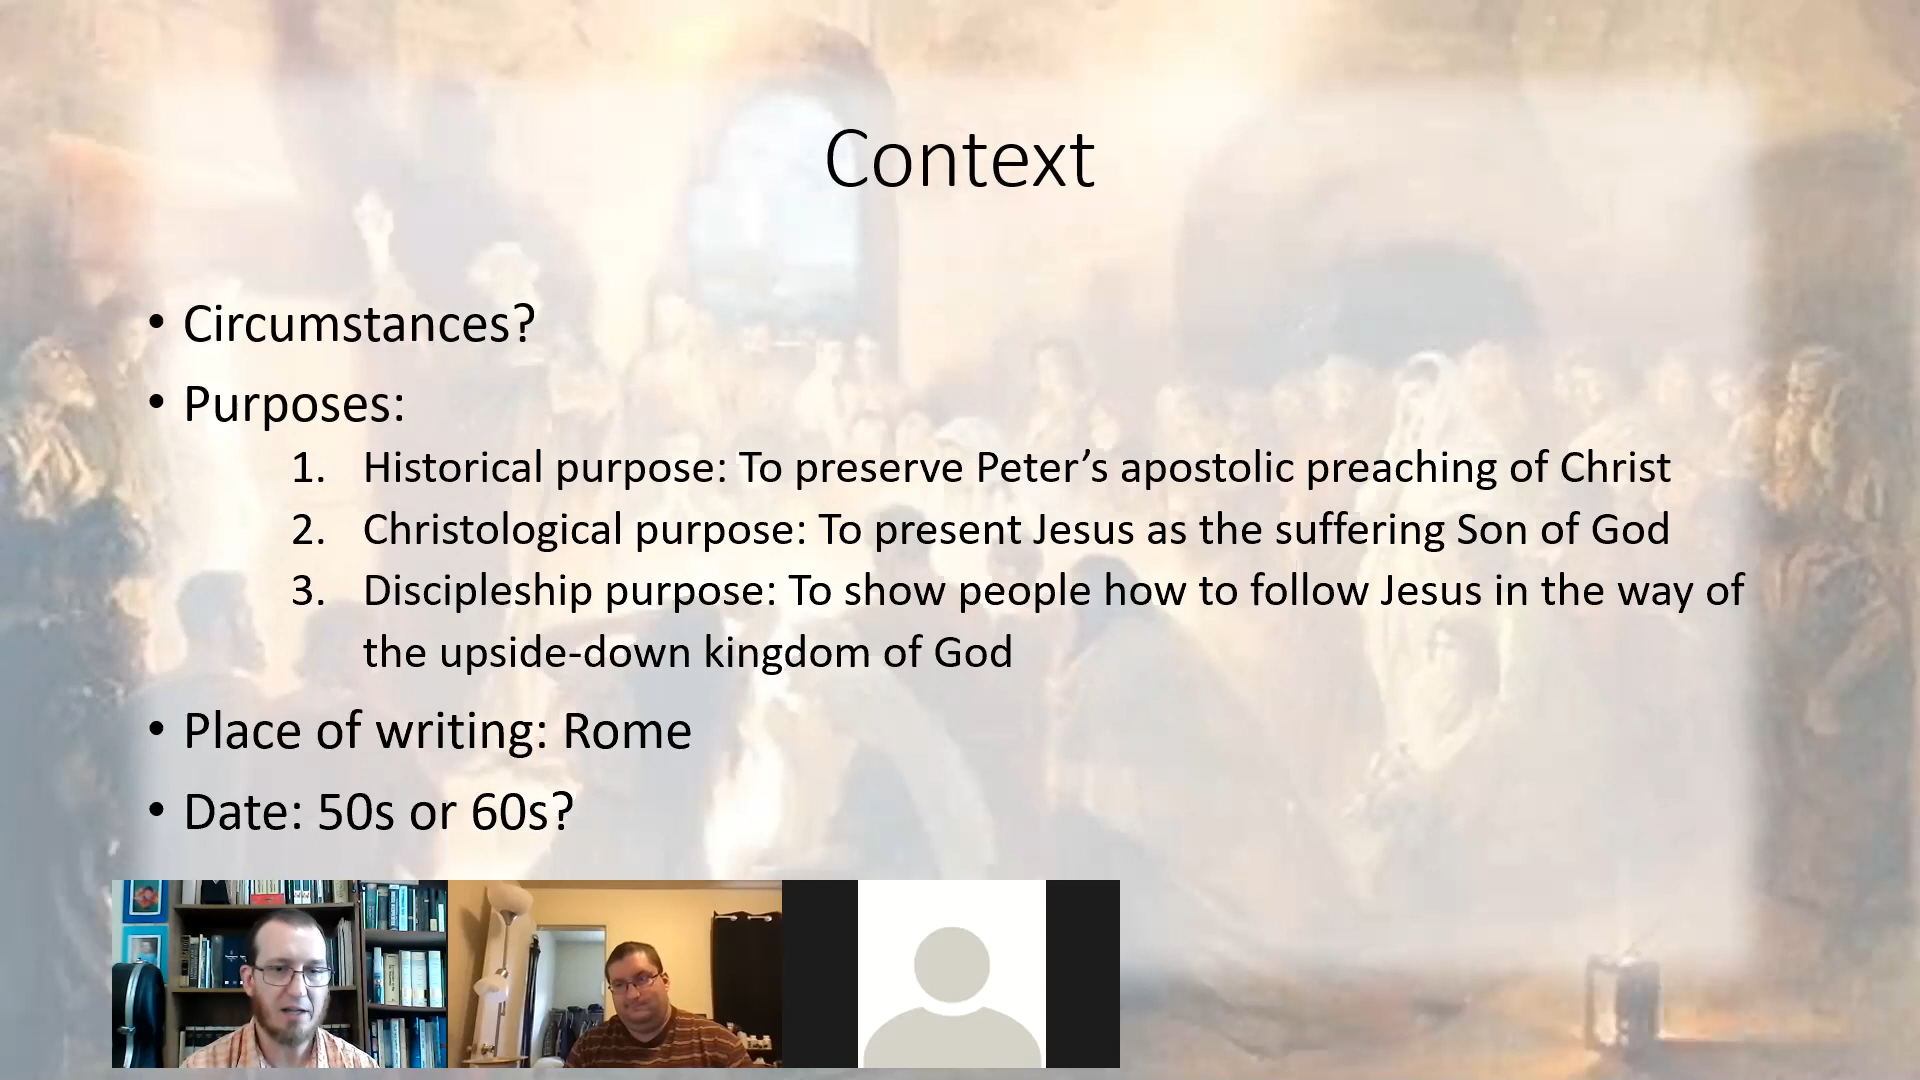 Context
• Circumstances?
• Purposes:
1. Historical purpose: To preserve Peter’s apostolic preaching of Christ
2. Christological purpose: To present Jesus as the suffering Son of God
3. Discipleship purpose: To show people how to follow Jesus in the way of
the upside-down kingdom of God
• Place of writing: Rome
• Date: 50s or 60s?